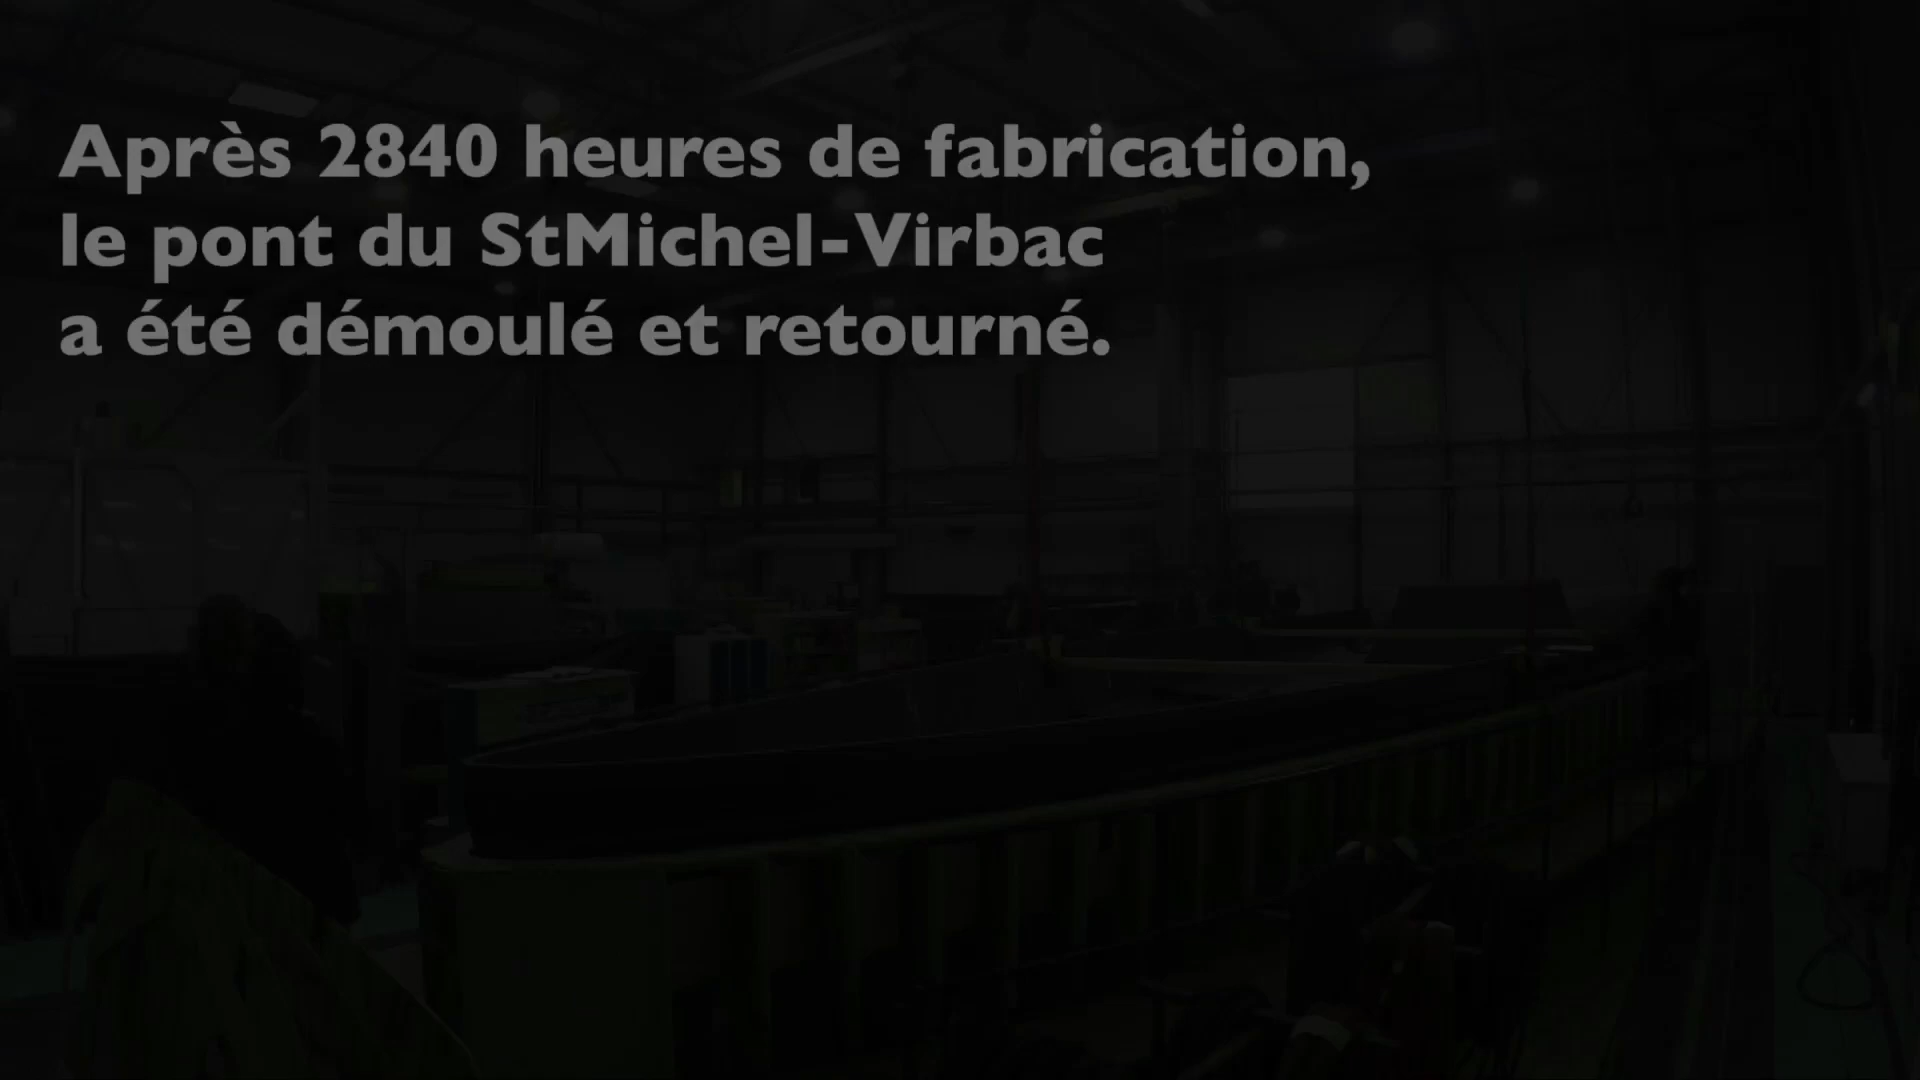 Après 2840 heures de fabrication,
le pont du StMichel-Virbac
a été démoulé et retourné.